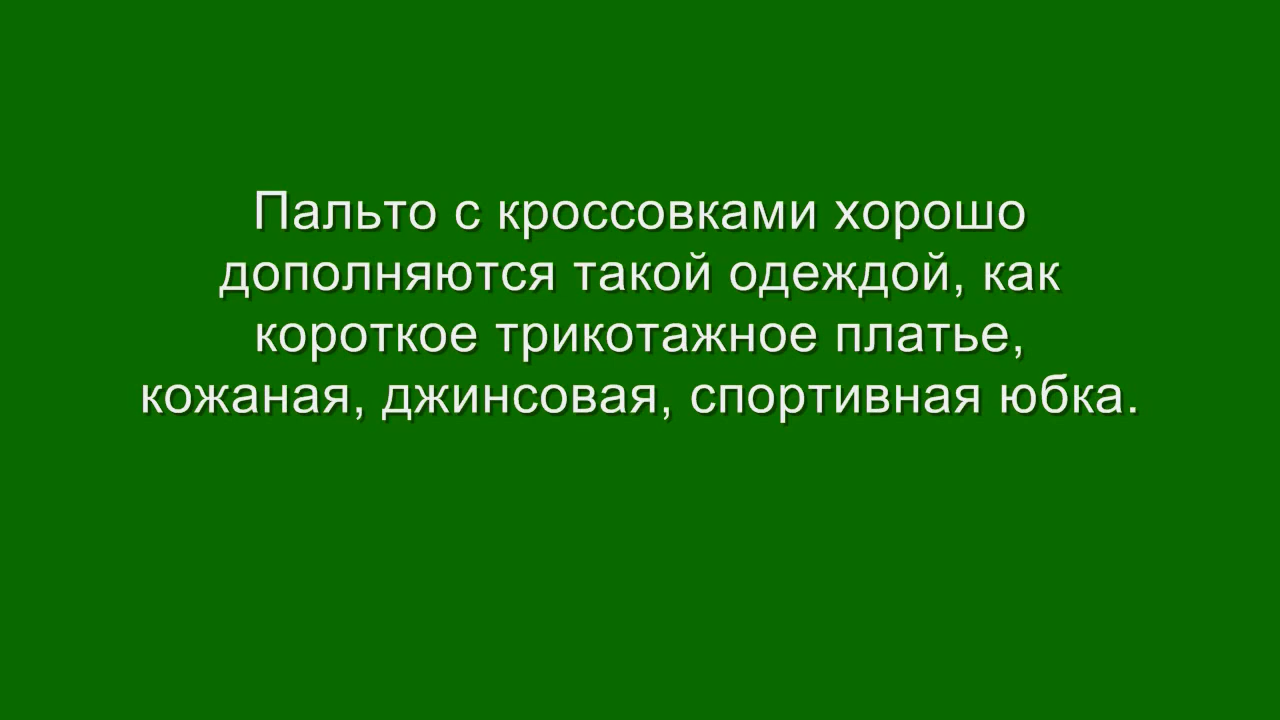 Пальто с кроссовками хорошо
дополняются такой одеждой, как
короткое трикотажное платье,
кожаная, джинсовая, спортивная юбка.